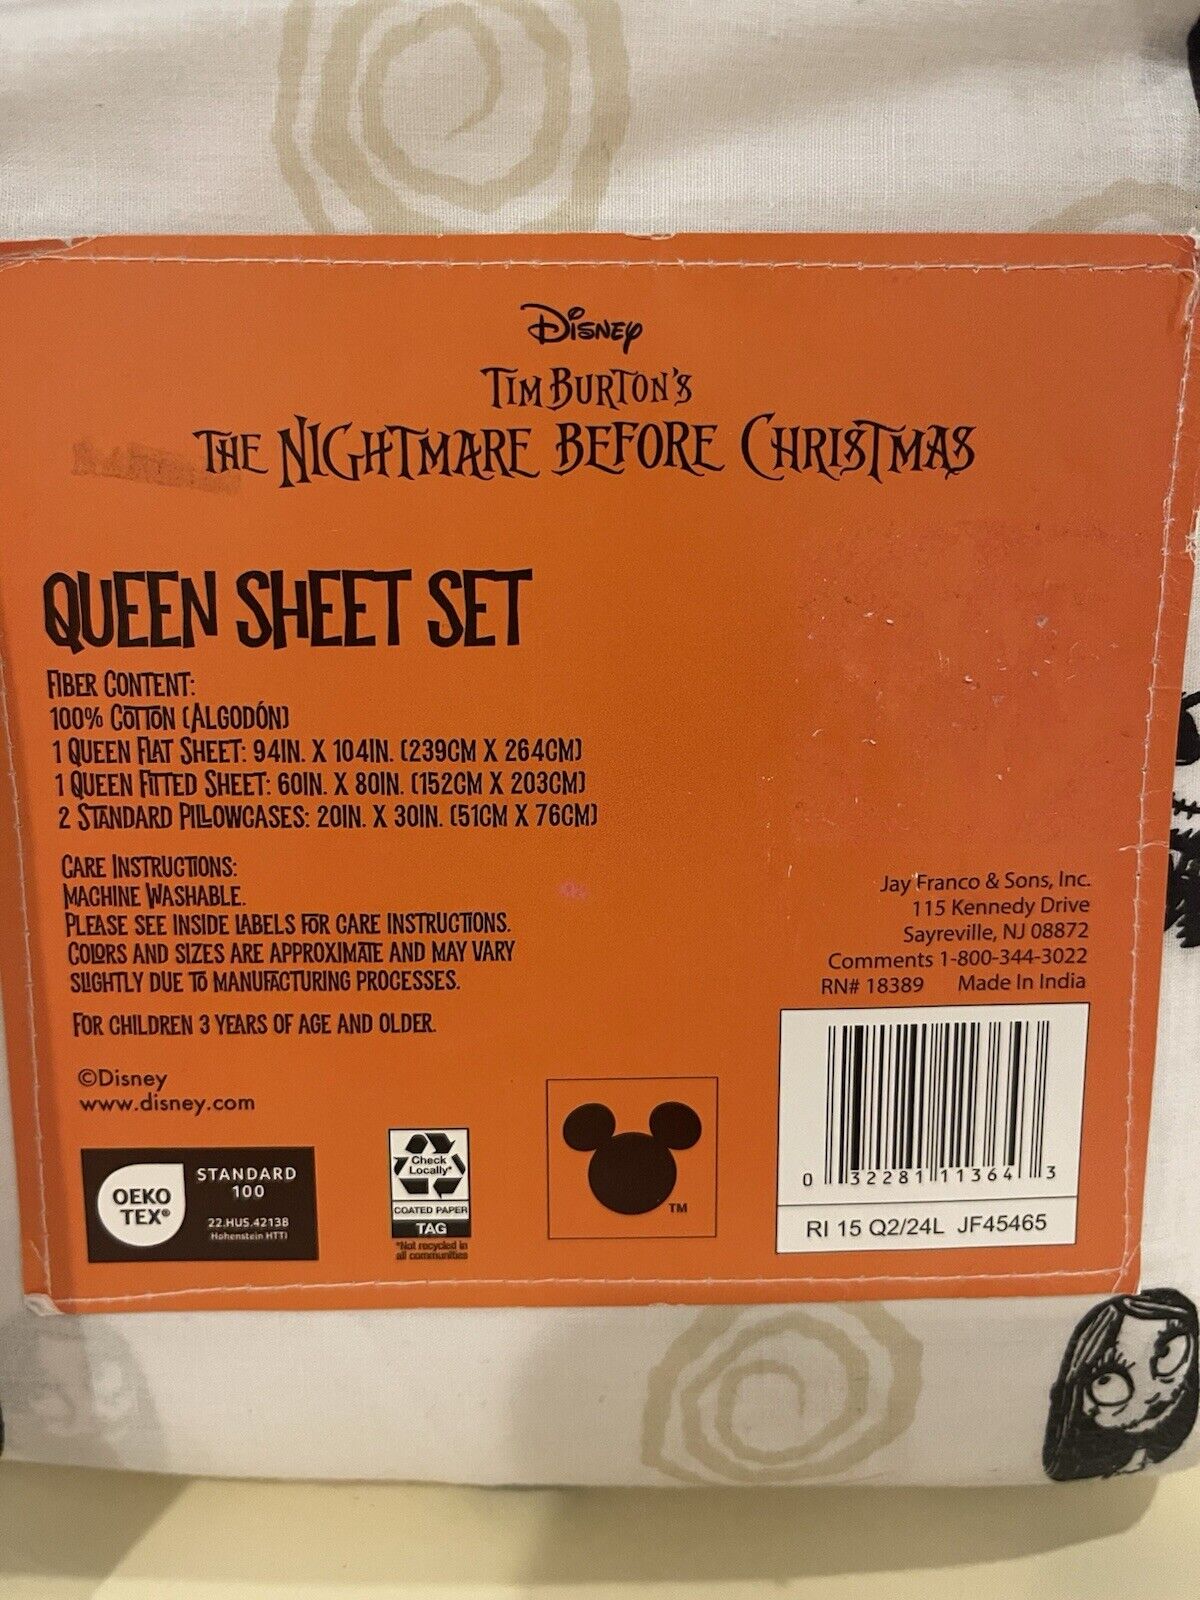 Disney
TIM BURTON'S
THE NIGHTMARE BEFORE CHRISTMAS
QUEEN SHEET SET
FIBER CONTENT:
100% COTTON (ALGODÓN)
1 QUEEN FLAT SHEET: 94IN. X 104IN. (239CM X 264CM)
1 QUEEN FITTED SHEET: 60IN. X 80IN. (152CM X 203CM)
2 STANDARD PILLOWCASES: 20IN. X 30IN. (51CM X 76CM)
CARE INSTRUCTIONS:
MACHINE WASHABLE.
PLEASE SEE INSIDE LABELS FOR CARE INSTRUCTIONS.
COLORS AND SIZES ARE APPROXIMATE AND MAY VARY
SLIGHTLY DUE TO MANUFACTURING PROCESSES.
FOR CHILDREN 3 YEARS OF AGE AND OLDER.
©Disney
www.disney.com
OEKO
TEX®
STANDARD
100
22.HUS.42138
Hohenstein HTTI
Check
Locally*
COATED PAPER
TAG
*Not recycled in
all communities
TM
Jay Franco & Sons, Inc.
115 Kennedy Drive
Sayreville, NJ 08872
Comments 1-800-344-3022
RN# 18389 Made In India
0 32281 11364 3
RI 15 Q2/24L JF45465